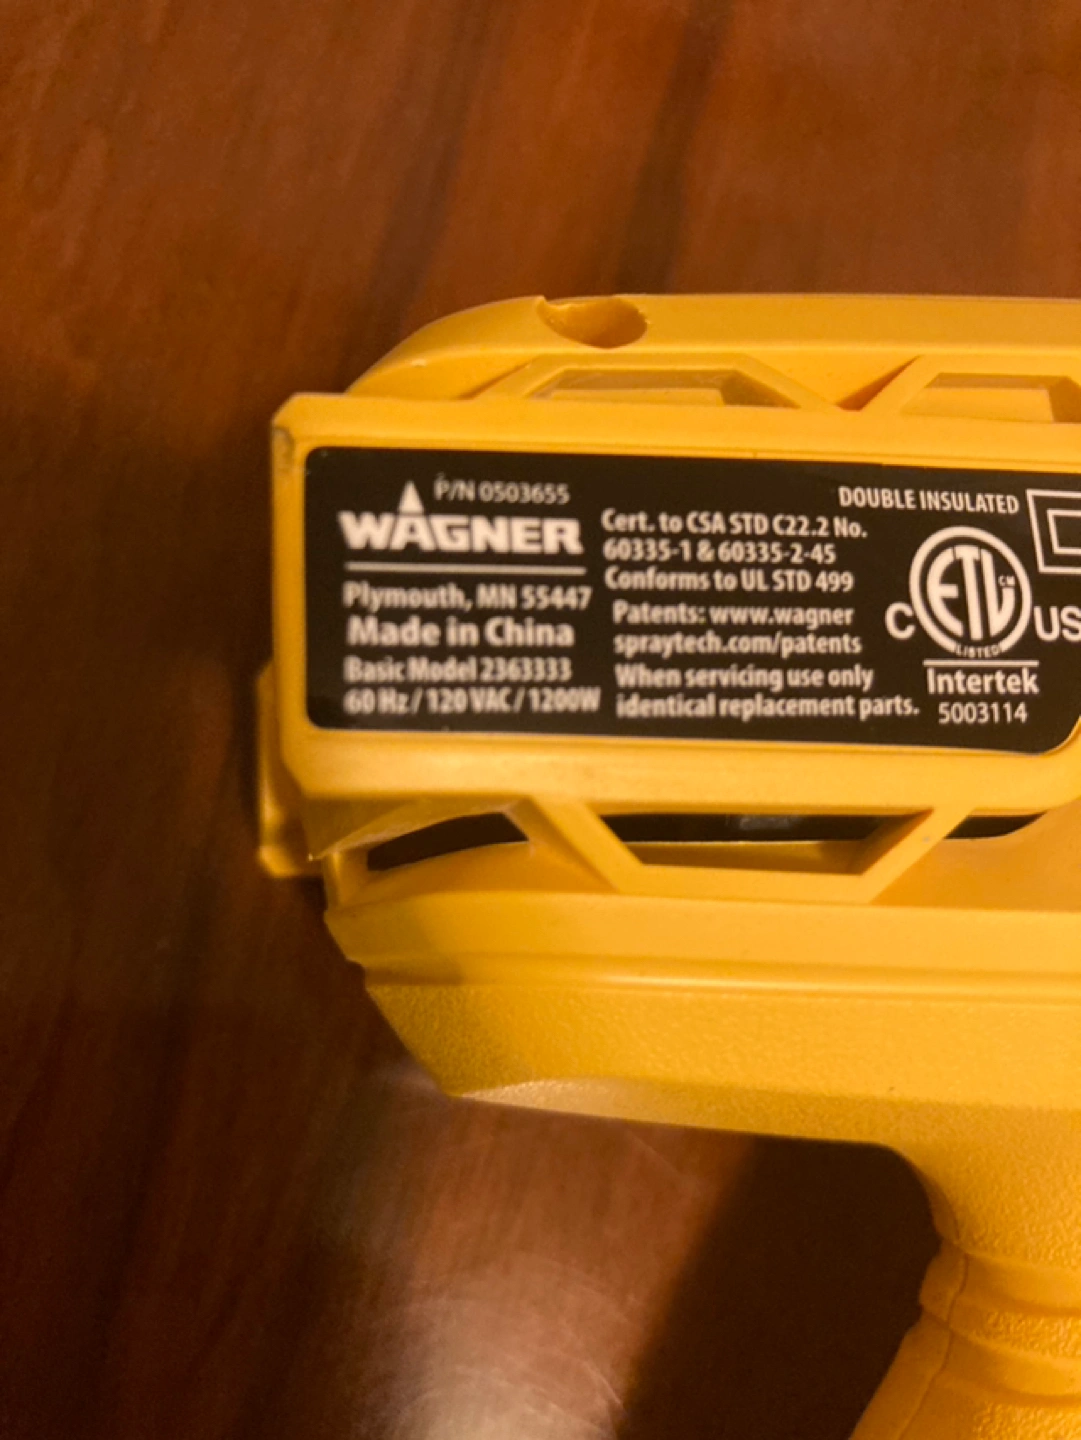 P/N 0503655
WAGNER
Plymouth, MN 55447
Made in China
Basic Model 2363333
60 Hz / 120 VAC / 1200W
Cert. to CSA STD C22.2 No.
60335-1 & 60335-2-45
Conforms to UL STD 499
Patents: www.wagner
spraytech.com/patents
When servicing use only
identical replacement parts.
DOUBLE INSULATED
C ETL CM US
LISTED
Intertek
5003114